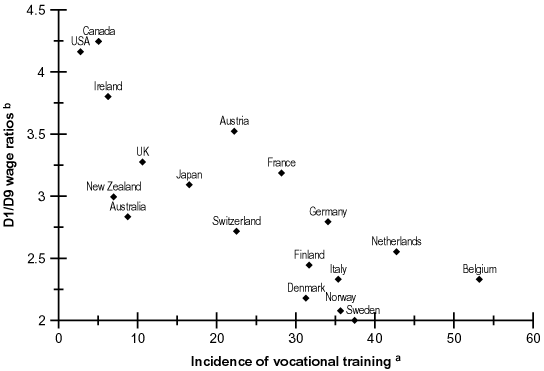 4.5
Canada
USA
4
Ireland
Austria
3.5
UK
France
Japan
New Zealand
3
Australia
Germany
Switzerland
Netherlands
2.5
Finland
Italy
Belgium
Denmark
Norway
Sweden
2
0 10 20 30 40 50 60
D1/D9 wage ratios b
Incidence of vocational training a